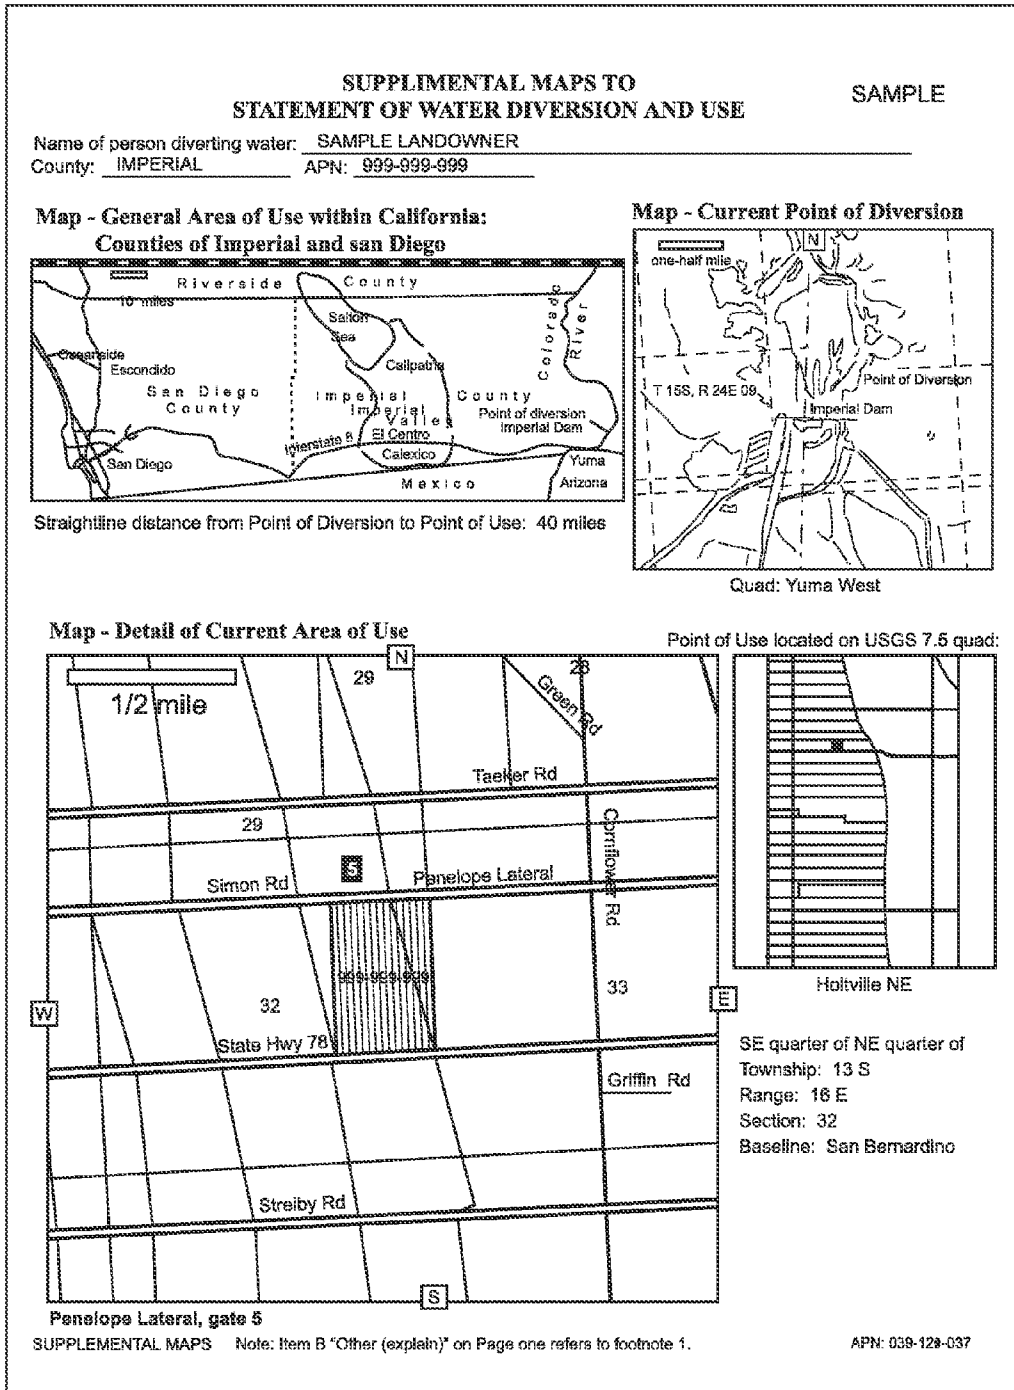 SUPPLIMENTAL MAPS TO
STATEMENT OF WATER DIVERSION AND USE
SAMPLE
Name of person diverting water: SAMPLE LANDOWNER
County: IMPERIAL APN: 999-999-999
Map - General Area of Use within California:
Counties of Imperial and san Diego
10 miles
Riverside County
Salton
Sea
Oceanside
Escondido
Calipatria
Colorado
River
San Diego
County
Imperial County
Imperial
Valley
Point of diversion
Imperial Dam
El Centro
Interstate 8
Calexico
San Diego
Yuma
Mexico
Arizona
Straightline distance from Point of Diversion to Point of Use: 40 miles
Map - Current Point of Diversion
N
one-half mile
Point of Diversion
T 15S, R 24E 09
Imperial Dam
Quad: Yuma West
Map - Detail of Current Area of Use
N
1/2 mile
29
28
Green Rd
Taeker Rd
29
Cornflower Rd
5
Simon Rd
Penelope Lateral
999-999-999
32
33
W
E
State Hwy 78
Griffin Rd
Streiby Rd
S
Penelope Lateral, gate 5
Point of Use located on USGS 7.5 quad:
Holtville NE
SE quarter of NE quarter of
Township: 13 S
Range: 16 E
Section: 32
Baseline: San Bernardino
SUPPLEMENTAL MAPS Note: Item B "Other (explain)" on Page one refers to footnote 1. APN: 039-129-037